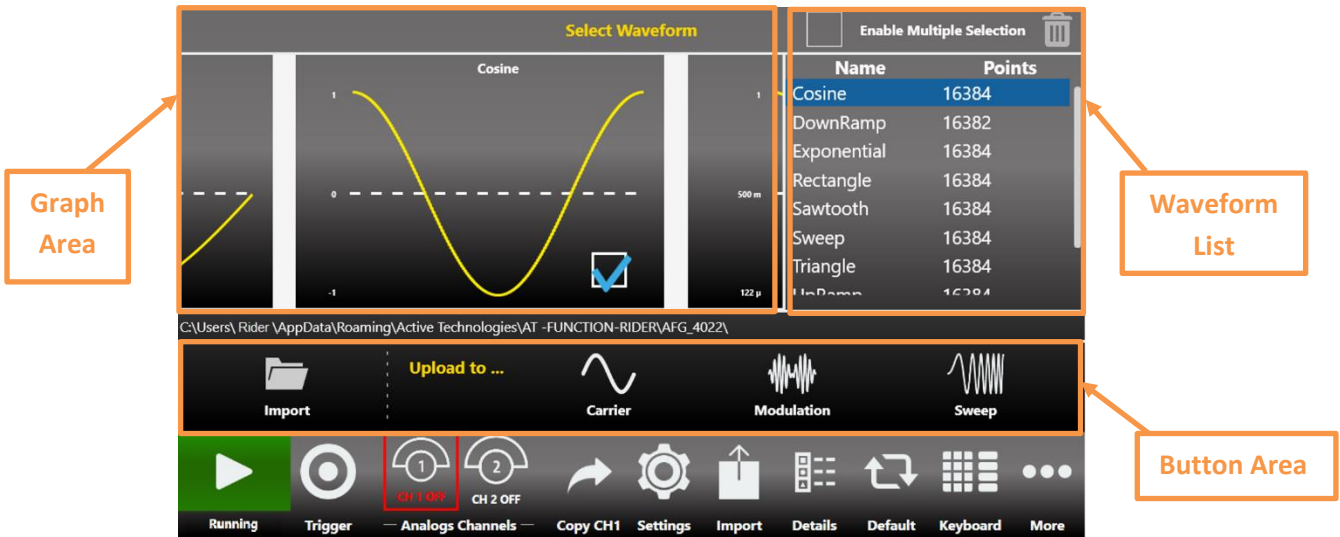 Select Waveform
Enable Multiple Selection
Cosine
1
0
-1
1
500 m
122 µ
Name Points
Cosine 16384
DownRamp 16382
Exponential 16384
Rectangle 16384
Sawtooth 16384
Sweep 16384
Triangle 16384
UpRamp 16384
Graph
Area
Waveform
List
C:\Users\ Rider \AppData\Roaming\Active Technologies\AT -FUNCTION-RIDER\AFG_4022\
Import
Upload to ...
Carrier
Modulation
Sweep
Button Area
1
CH 1 OFF
2
CH 2 OFF
Running
Trigger
Analogs Channels
Copy CH1
Settings
Import
Details
Default
Keyboard
More